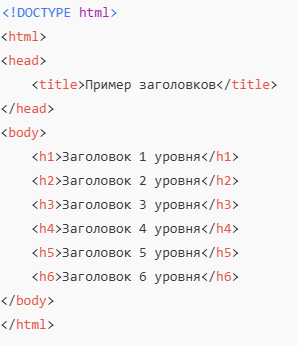 <!DOCTYPE html>
<html>
<head>
    <title>Пример заголовков</title>
</head>
<body>
    <h1>Заголовок 1 уровня</h1>
    <h2>Заголовок 2 уровня</h2>
    <h3>Заголовок 3 уровня</h3>
    <h4>Заголовок 4 уровня</h4>
    <h5>Заголовок 5 уровня</h5>
    <h6>Заголовок 6 уровня</h6>
</body>
</html>